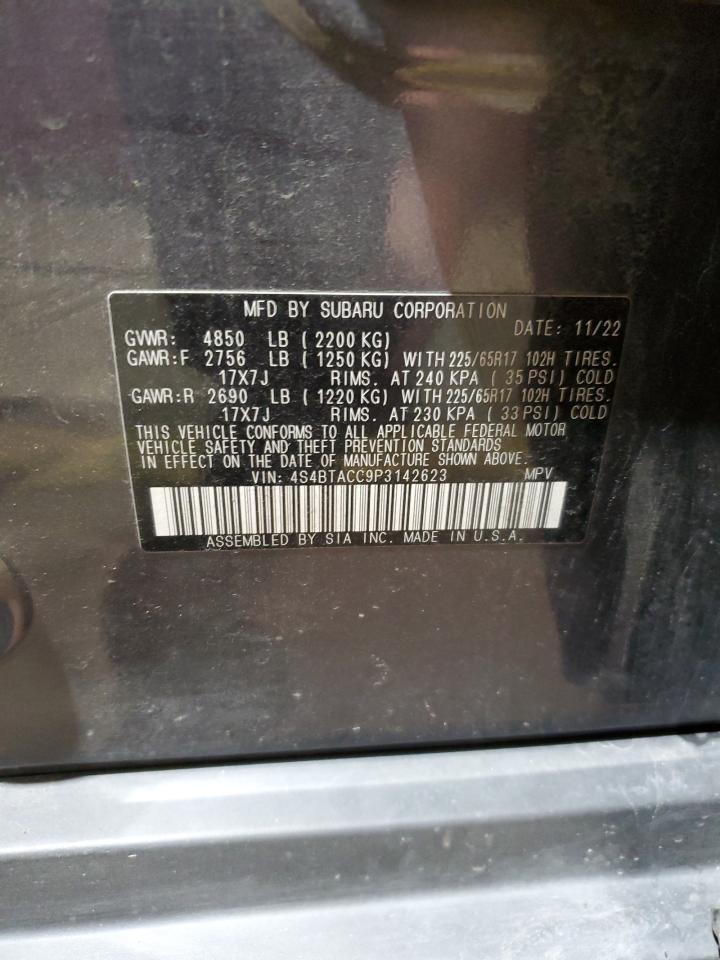 MFD BY SUBARU CORPORATION
DATE: 11/22
GVWR: 4850 LB (2200 KG)
GAWR:F 2756 LB (1250 KG) WITH 225/65R17 102H TIRES.
17X7J RIMS. AT 240 KPA (35 PSI) COLD
GAWR:R 2690 LB (1220 KG) WITH 225/65R17 102H TIRES.
17X7J RIMS. AT 230 KPA (33 PSI) COLD
THIS VEHICLE CONFORMS TO ALL APPLICABLE FEDERAL MOTOR
VEHICLE SAFETY AND THEFT PREVENTION STANDARDS
IN EFFECT ON THE DATE OF MANUFACTURE SHOWN ABOVE.
VIN: 4S4BTACC9P3142623 MPV
ASSEMBLED BY SIA INC. MADE IN U.S.A.